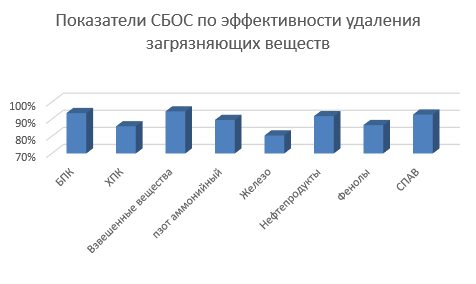 Показатели СБОС по эффективности удаления
загрязняющих веществ
100%
90%
80%
70%
БПК
ХПК
Взвешенные вещества
пзот аммонийный
Железо
Нефтепродукты
Фенолы
СПАВ